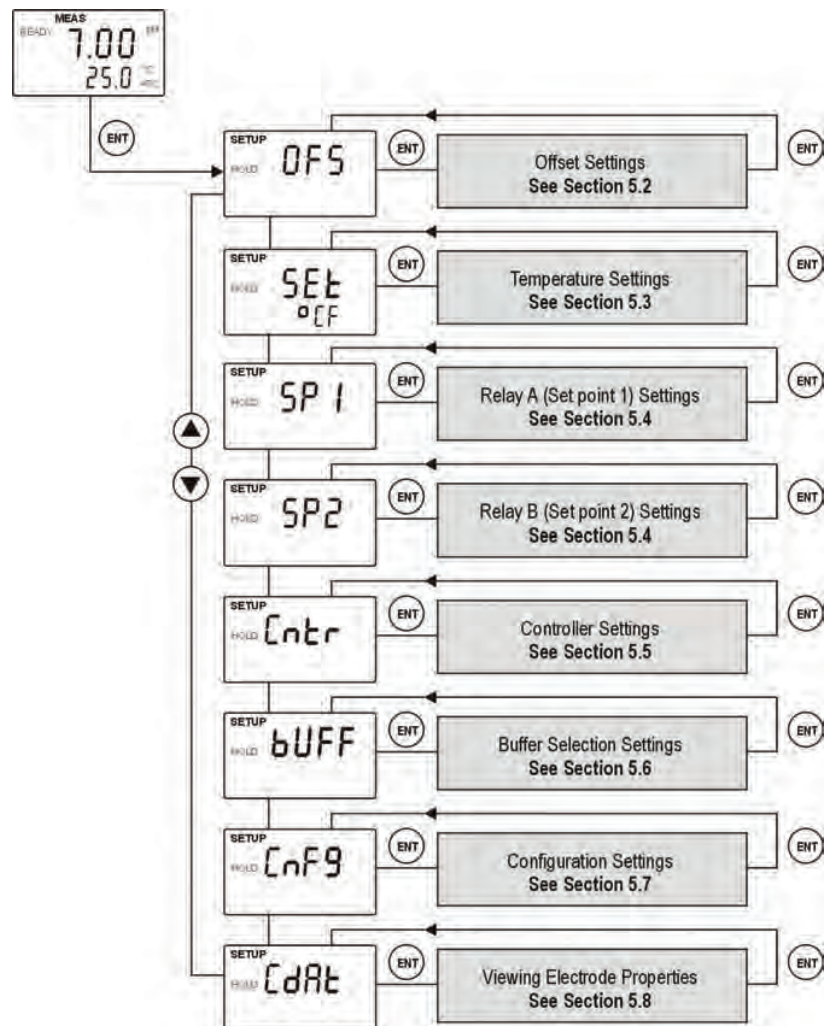 MEAS
READY 7.00 pH
25.0 °C
ENT
SETUP
HOLD OFS
ENT
Offset Settings
See Section 5.2
ENT
SETUP
HOLD SEt
°CF
ENT
Temperature Settings
See Section 5.3
ENT
SETUP
HOLD SP1
ENT
Relay A (Set point 1) Settings
See Section 5.4
ENT
SETUP
HOLD SP2
ENT
Relay B (Set point 2) Settings
See Section 5.4
ENT
SETUP
HOLD Cntr
ENT
Controller Settings
See Section 5.5
ENT
SETUP
HOLD bUFF
ENT
Buffer Selection Settings
See Section 5.6
ENT
SETUP
HOLD CnFg
ENT
Configuration Settings
See Section 5.7
ENT
SETUP
HOLD CdAt
ENT
Viewing Electrode Properties
See Section 5.8
ENT